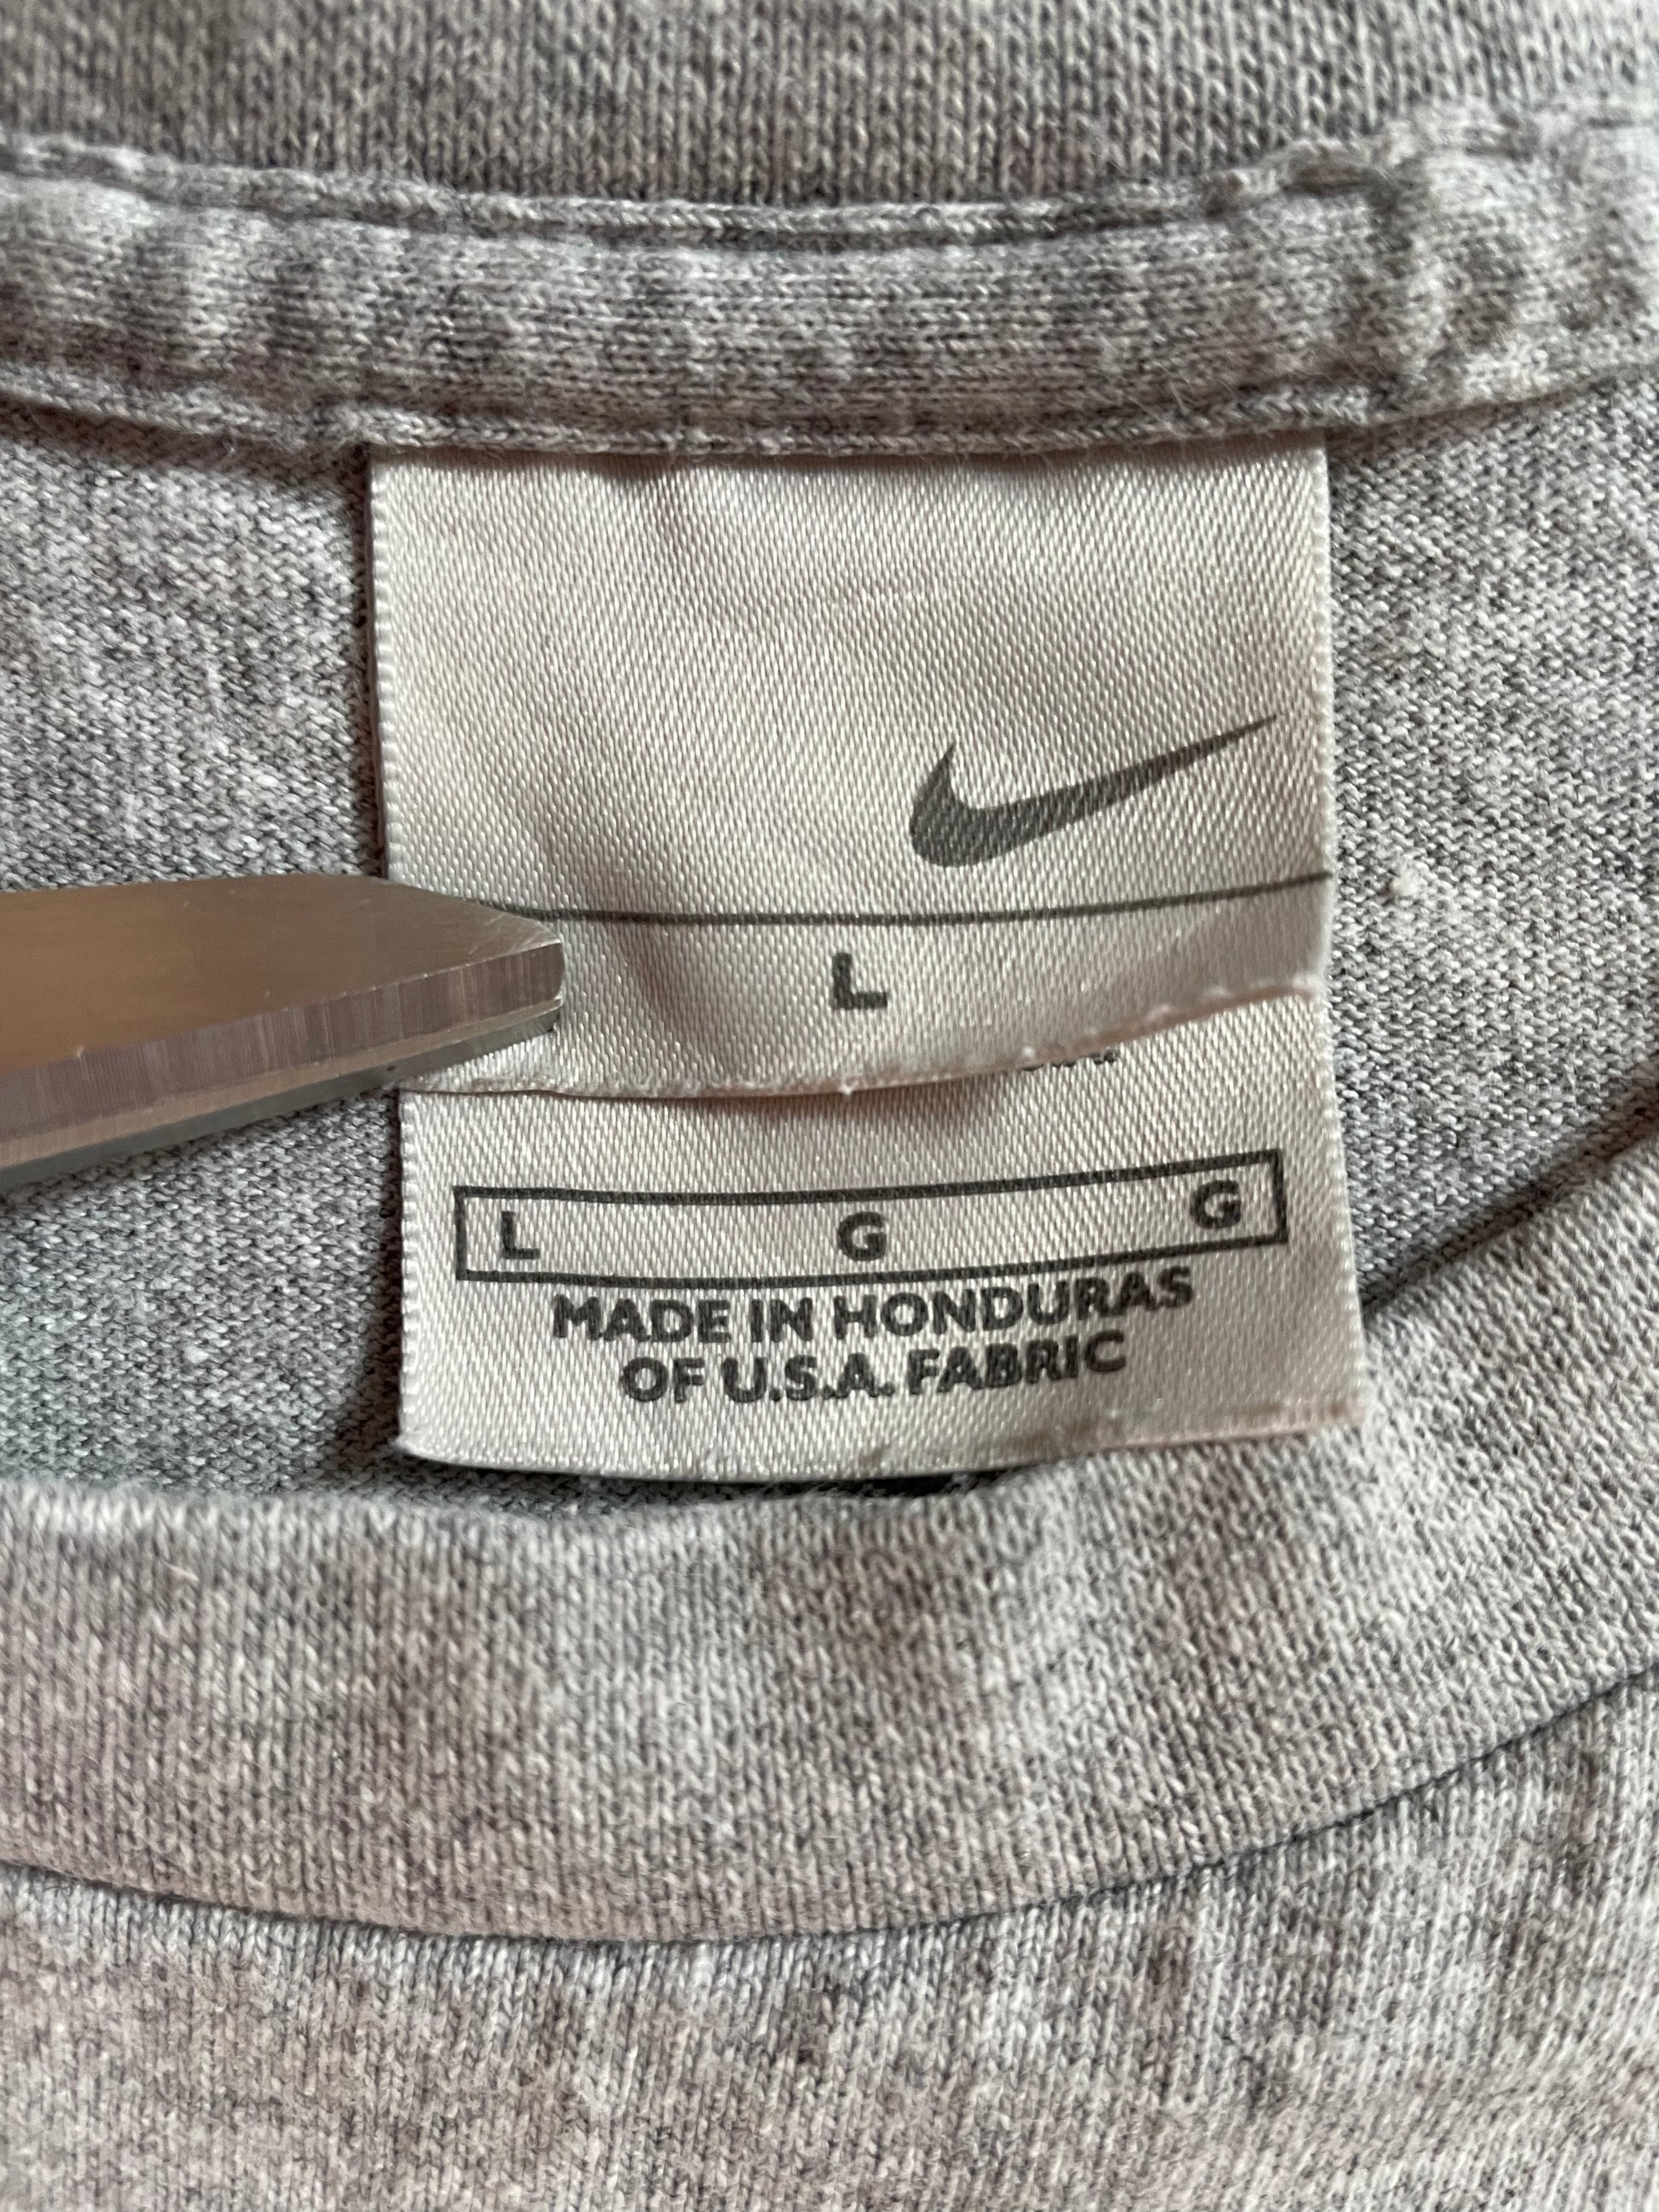 L
L G G
MADE IN HONDURAS
OF U.S.A. FABRIC